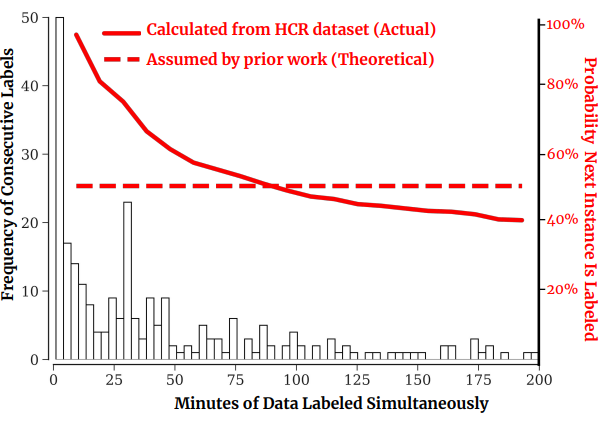 Calculated from HCR dataset (Actual)
Assumed by prior work (Theoretical)
Frequency of Consecutive Labels
50
40
30
20
10
0
100%
80%
60%
40%
20%
Probability Next Instance Is Labeled
0 25 50 75 100 125 150 175 200
Minutes of Data Labeled Simultaneously